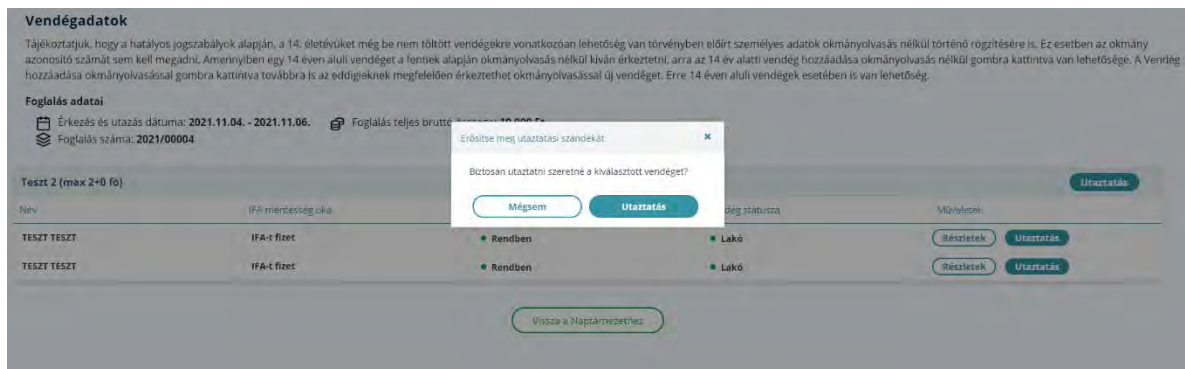 Vendégadatok
Tájékoztatjuk, hogy a hatályos jogszabályok alapján, a 14. életévüket még be nem töltött vendégekre vonatkozóan lehetőség van törvényben előírt személyes adatok okmányolvasás nélkül történő rögzítésére is. Ez esetben az okmány
azonosító számát sem kell megadni. Amennyiben egy 14 éven aluli vendéget a fentiek alapján okmányolvasás nélkül kíván érkeztetni, arra az 14 év alatti vendég hozzáadása okmányolvasás nélkül gombra kattintva van lehetősége. A Vendég
hozzáadása okmányolvasással gombra kattintva továbbra is az eddigieknek megfelelően érkeztethet okmányolvasással új vendéget. Erre 14 éven aluli vendégek esetében is van lehetőség.
Foglalás adatai
Érkezés és utazás dátuma: 2021.11.04. - 2021.11.06. Foglalás teljes bruttó
Foglalás száma: 2021/00004
Erősítse meg utaztatási szándékát
Biztosan utaztatni szeretné a kiválasztott vendéget?
Mégsem Utaztatás
Teszt 2 (max 2+0 fő) Utaztatás
Név IFA mentesség oka státusza Műveletek
TESZT TESZT IFA-t fizet Rendben Lakó Részletek Utaztatás
TESZT TESZT IFA-t fizet Rendben Lakó Részletek Utaztatás
Vissza a Naptárnézethez